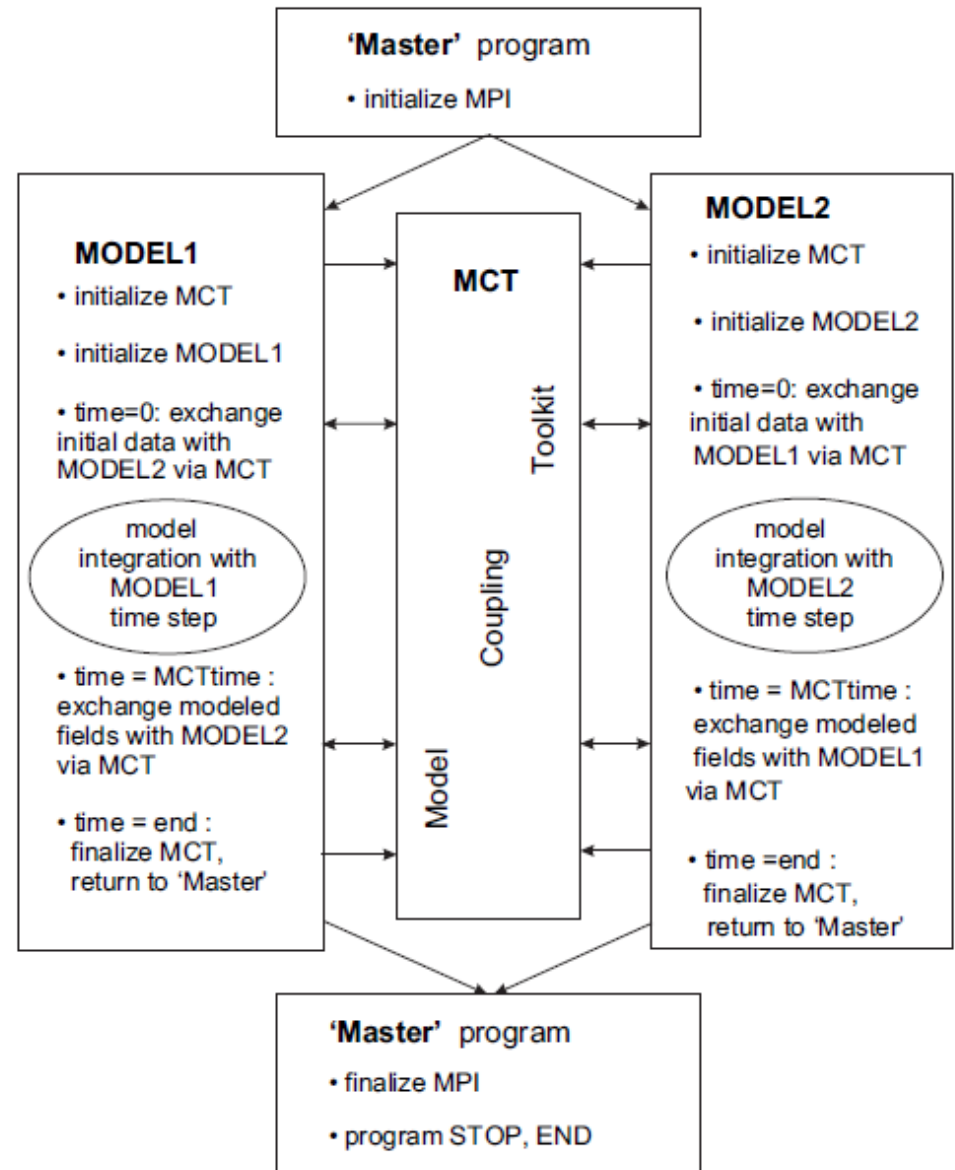 ‘Master’ program
• initialize MPI
MODEL1
• initialize MCT
• initialize MODEL1
• time=0: exchange
initial data with
MODEL2 via MCT
model
integration with
MODEL1
time step
• time = MCTtime :
exchange modeled
fields with MODEL2
via MCT
• time = end :
finalize MCT,
return to ‘Master’
MCT
Model
Coupling
Toolkit
MODEL2
• initialize MCT
• initialize MODEL2
• time=0: exchange
initial data with
MODEL1 via MCT
model
integration with
MODEL2
time step
• time = MCTtime :
exchange modeled
fields with MODEL1
via MCT
• time =end :
finalize MCT,
return to ‘Master’
‘Master’ program
• finalize MPI
• program STOP, END